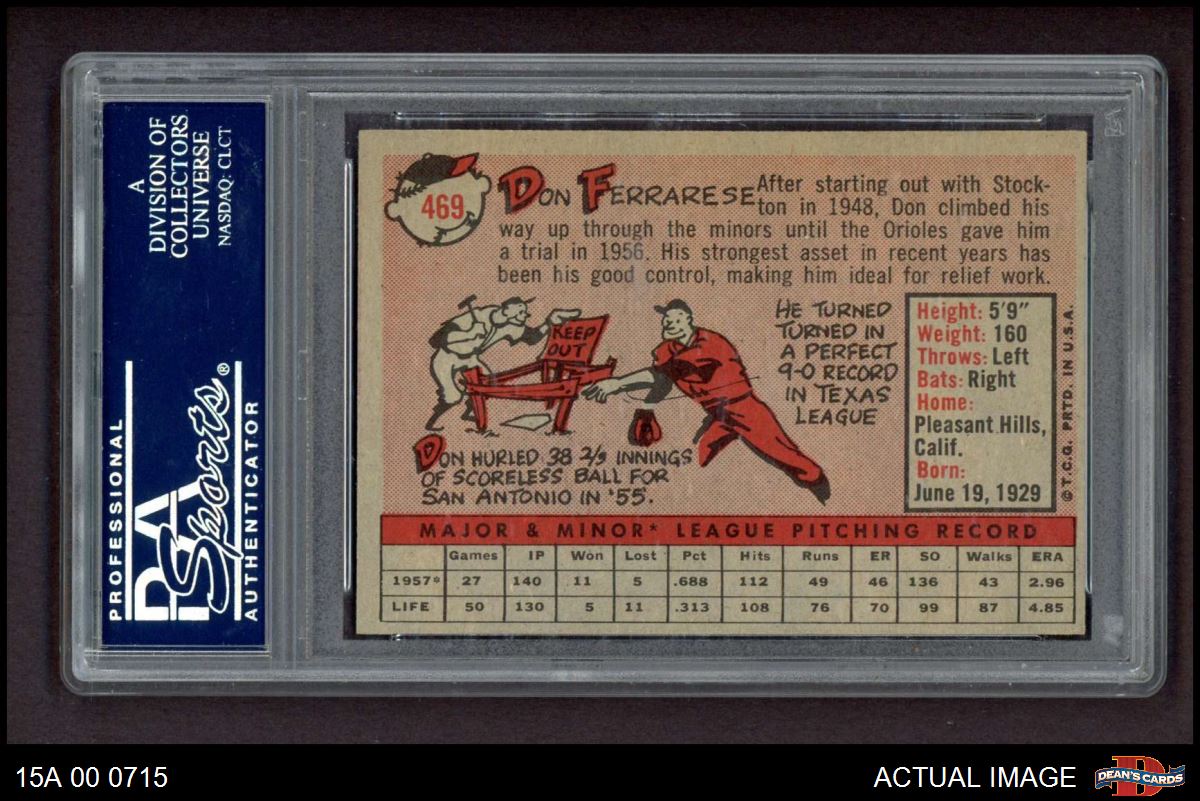 A
DIVISION OF
COLLECTORS
UNIVERSE
NASDAQ: CLCT
PROFESSIONAL
PSA
Sports®
AUTHENTICATOR
469
DON FERRARESE
After starting out with Stock-
ton in 1948, Don climbed his
way up through the minors until the Orioles gave him
a trial in 1956. His strongest asset in recent years has
been his good control, making him ideal for relief work.
KEEP
OUT
DON HURLED 38 2/3 INNINGS
OF SCORELESS BALL FOR
SAN ANTONIO IN '55.
HE TURNED
TURNED IN
A PERFECT
9-0 RECORD
IN TEXAS
LEAGUE
Height: 5'9"
Weight: 160
Throws: Left
Bats: Right
Home:
Pleasant Hills,
Calif.
Born:
June 19, 1929
© T.C.G. PRTD. IN U.S.A.
MAJOR & MINOR* LEAGUE PITCHING RECORD
Games IP Won Lost Pct Hits Runs ER SO Walks ERA
1957* 27 140 11 5 .688 112 49 46 136 43 2.96
LIFE 50 130 5 11 .313 108 76 70 99 87 4.85
15A 00 0715
ACTUAL IMAGE
DEAN'S CARDS